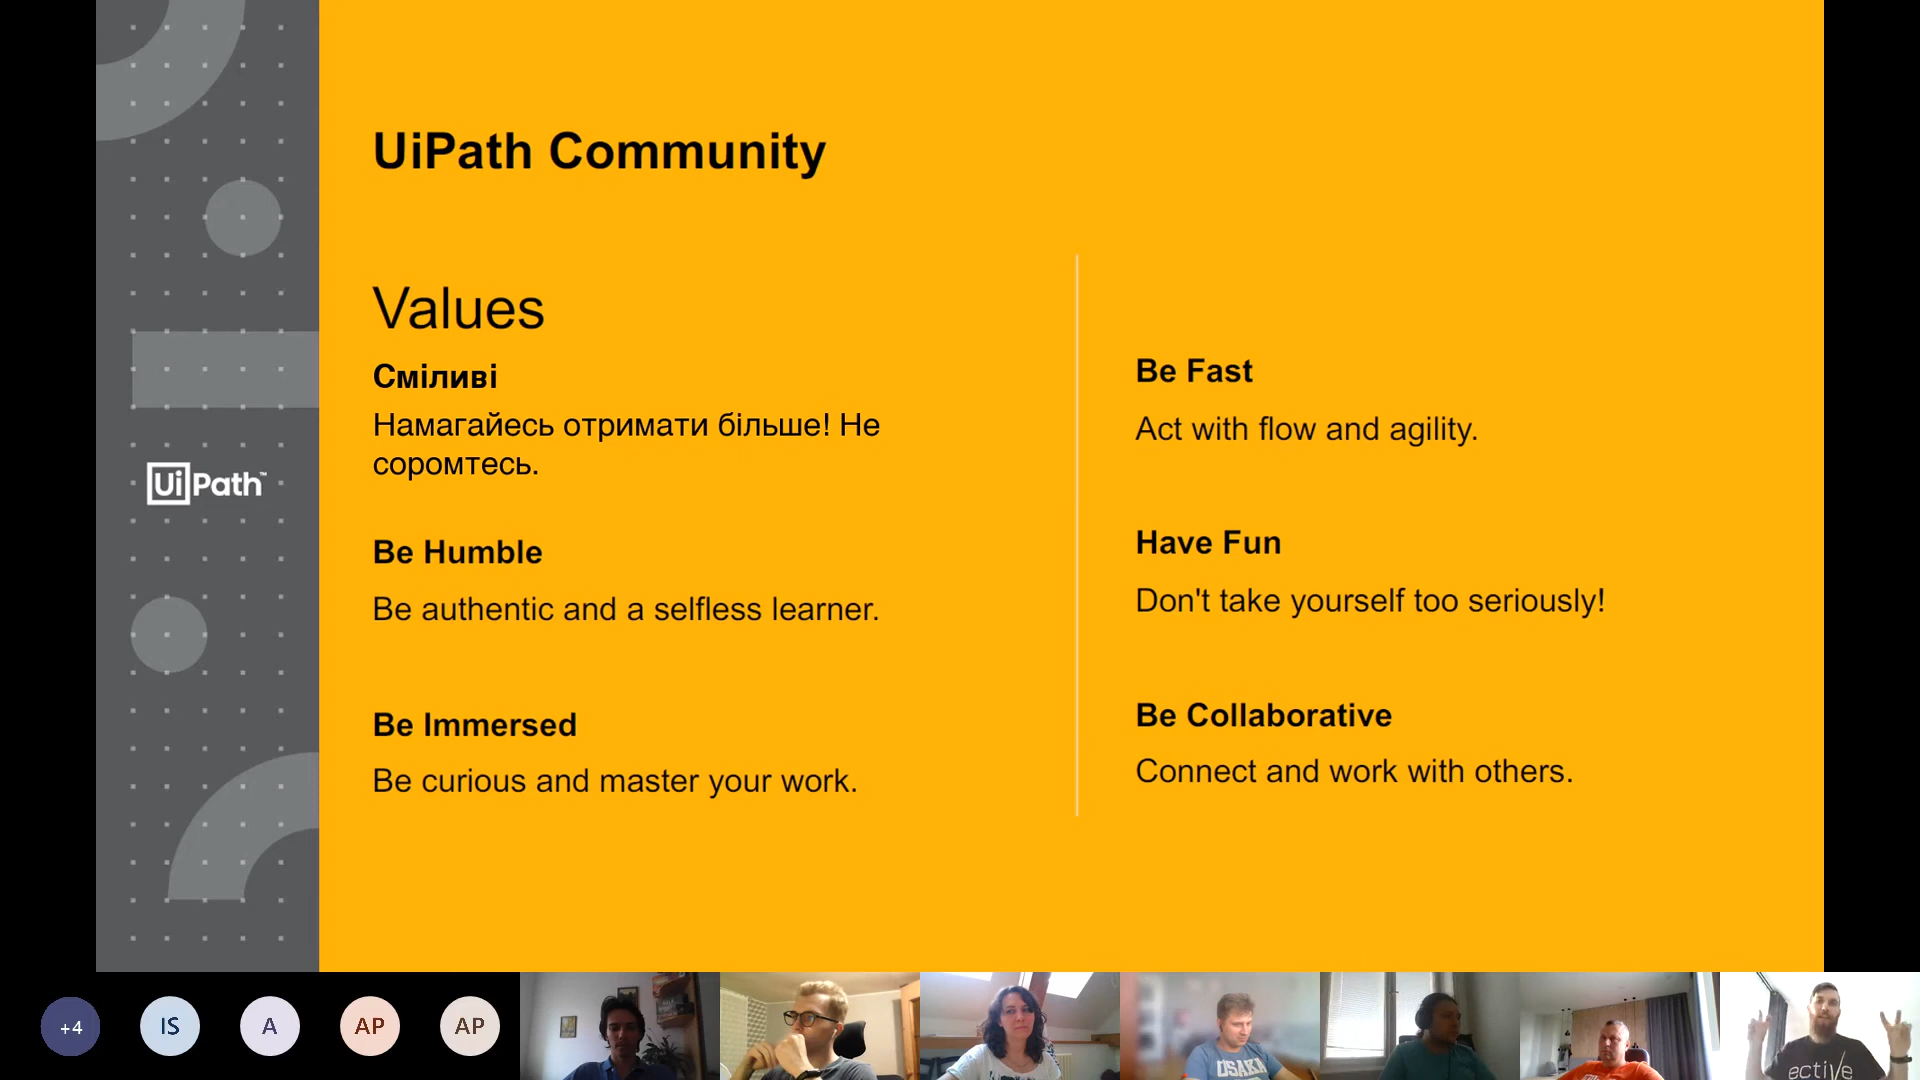 UiPath Community
Values
Сміливі
Намагайесь отримати більше! Не
соромтесь.
Be Humble
Be authentic and a selfless learner.
Be Immersed
Be curious and master your work.
Be Fast
Act with flow and agility.
Have Fun
Don't take yourself too seriously!
Be Collaborative
Connect and work with others.
UiPath™
+4
IS
A
AP
AP
OSAKA